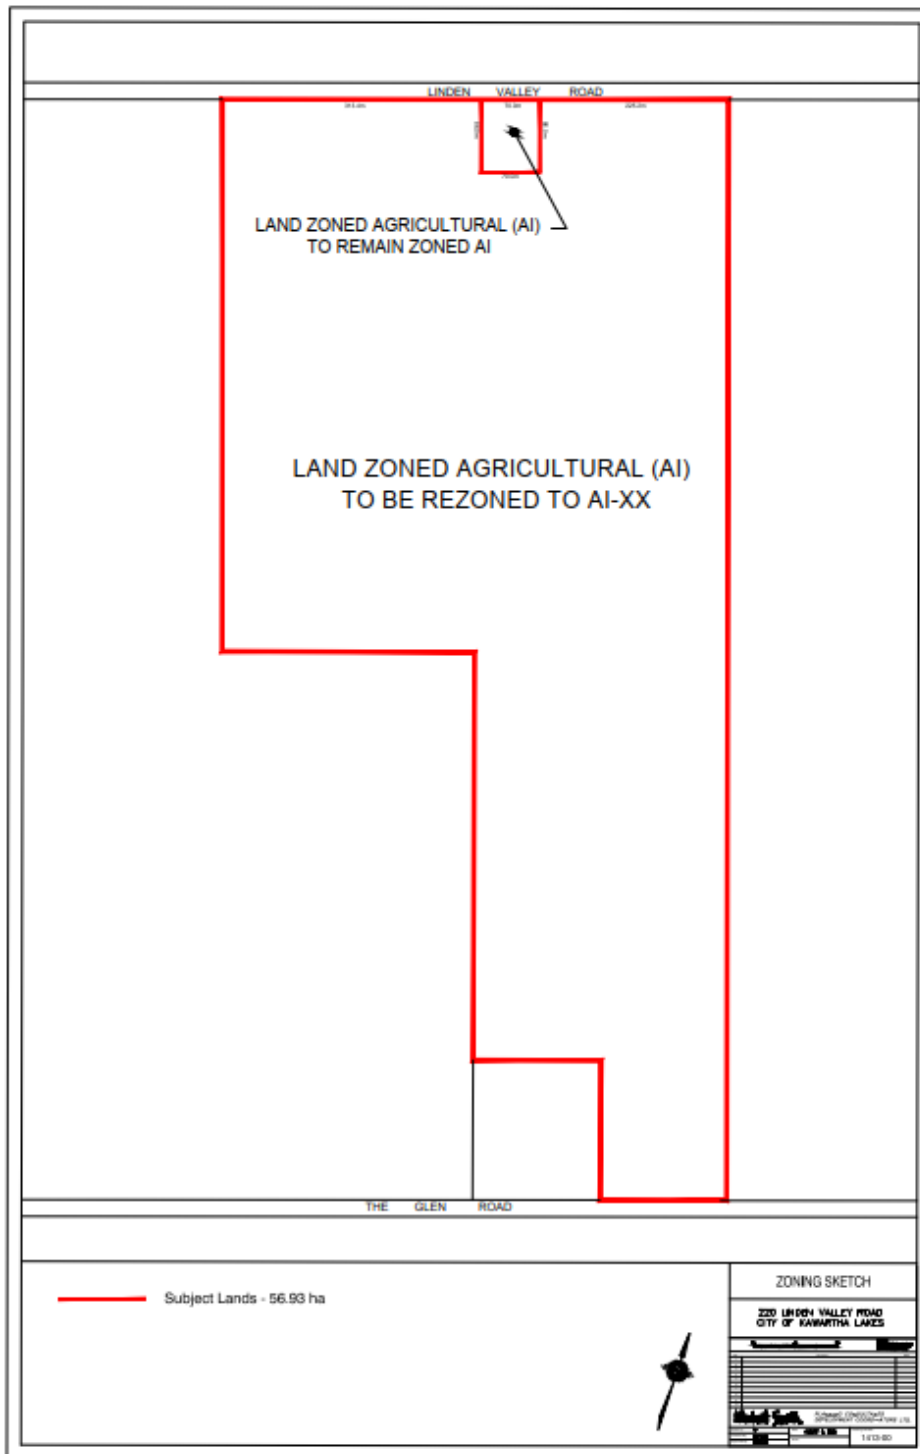 LINDEN VALLEY ROAD
LAND ZONED AGRICULTURAL (AI)
TO REMAIN ZONED AI
LAND ZONED AGRICULTURAL (AI)
TO BE REZONED TO AI-XX
THE GLEN ROAD
Subject Lands - 56.93 ha
ZONING SKETCH
220 LINDEN VALLEY ROAD
CITY OF KAWARTHA LAKES